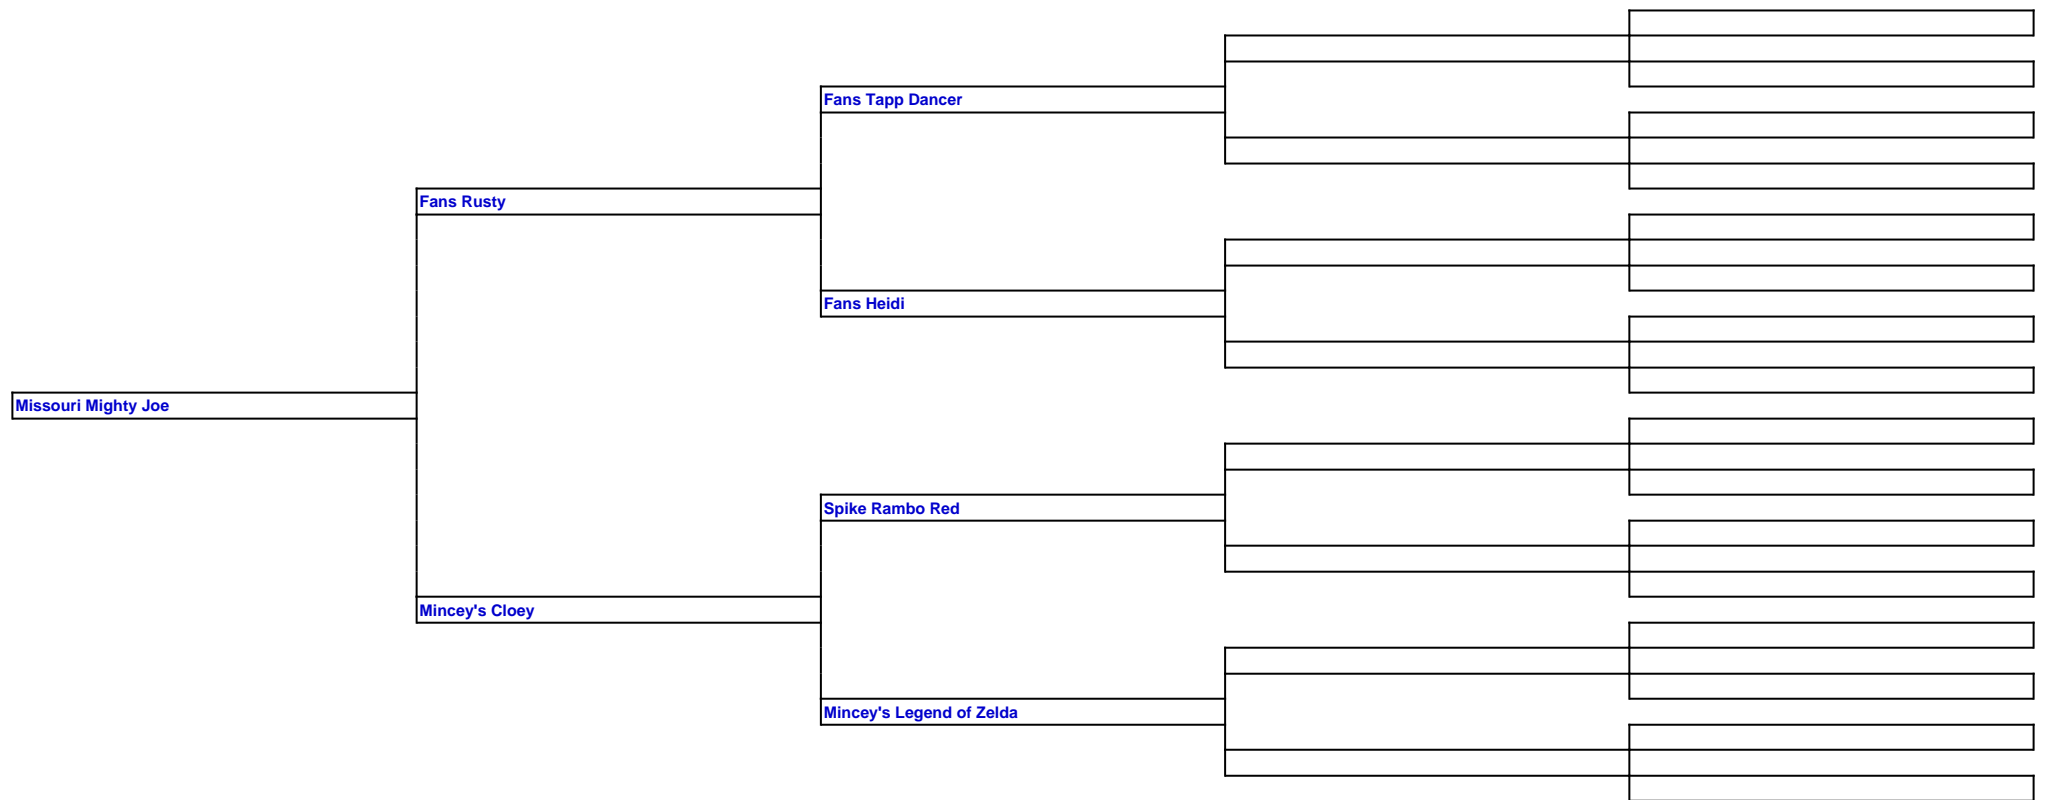 Fans Tapp Dancer
Fans Rusty
Fans Heidi
Missouri Mighty Joe
Spike Rambo Red
Mincey's Cloey
Mincey's Legend of Zelda